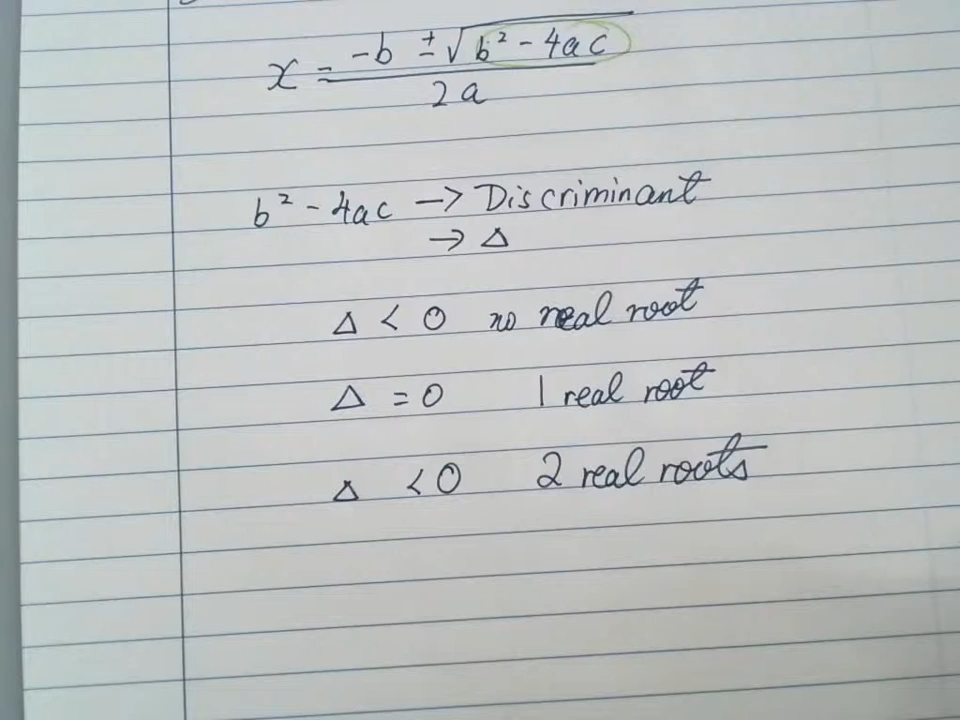 x = -b ± √b² - 4ac / 2a
b² - 4ac → Discriminant
→ Δ
Δ < 0 no real root
Δ = 0 1 real root
Δ < 0 2 real roots